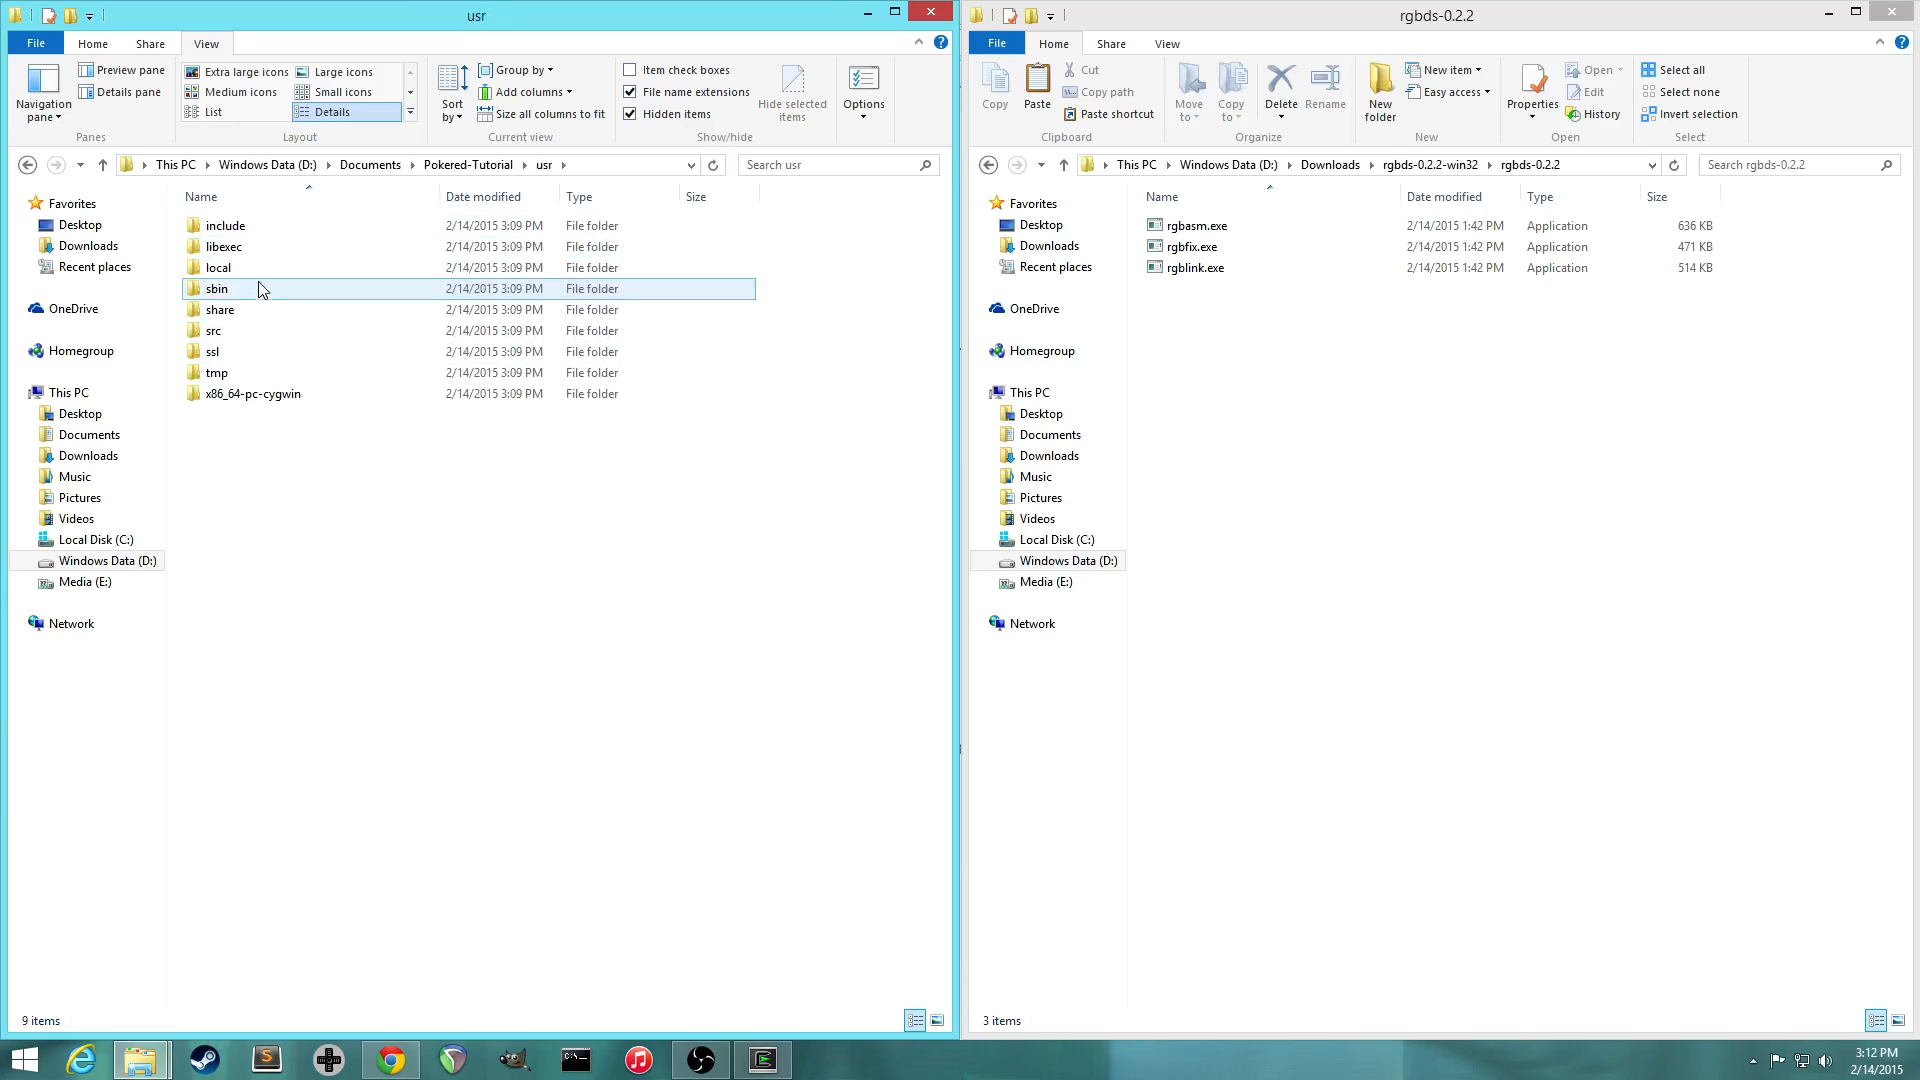 usr
File Home Share View
Navigation pane
Preview pane
Details pane
Panes
Extra large icons Large icons
Medium icons Small icons
List Details
Layout
Sort by
Group by
Add columns
Size all columns to fit
Current view
Item check boxes
File name extensions
Hidden items
Hide selected items
Show/hide
Options
This PC Windows Data (D:) Documents Pokered-Tutorial usr
Search usr
Name Date modified Type Size
include 2/14/2015 3:09 PM File folder
libexec 2/14/2015 3:09 PM File folder
local 2/14/2015 3:09 PM File folder
sbin 2/14/2015 3:09 PM File folder
share 2/14/2015 3:09 PM File folder
src 2/14/2015 3:09 PM File folder
ssl 2/14/2015 3:09 PM File folder
tmp 2/14/2015 3:09 PM File folder
x86_64-pc-cygwin 2/14/2015 3:09 PM File folder
Favorites
Desktop
Downloads
Recent places
OneDrive
Homegroup
This PC
Desktop
Documents
Downloads
Music
Pictures
Videos
Local Disk (C:)
Windows Data (D:)
Media (E:)
Network
9 items
rgbds-0.2.2
File Home Share View
Copy
Paste
Cut
Copy path
Paste shortcut
Clipboard
Move to
Copy to
Delete
Rename
Organize
New folder
New item
Easy access
New
Properties
Open
Edit
History
Open
Select all
Select none
Invert selection
Select
This PC Windows Data (D:) Downloads rgbds-0.2.2-win32 rgbds-0.2.2
Search rgbds-0.2.2
Name Date modified Type Size
rgbasm.exe 2/14/2015 1:42 PM Application 636 KB
rgbfix.exe 2/14/2015 1:42 PM Application 471 KB
rgblink.exe 2/14/2015 1:42 PM Application 514 KB
Favorites
Desktop
Downloads
Recent places
OneDrive
Homegroup
This PC
Desktop
Documents
Downloads
Music
Pictures
Videos
Local Disk (C:)
Windows Data (D:)
Media (E:)
Network
3 items
3:12 PM
2/14/2015